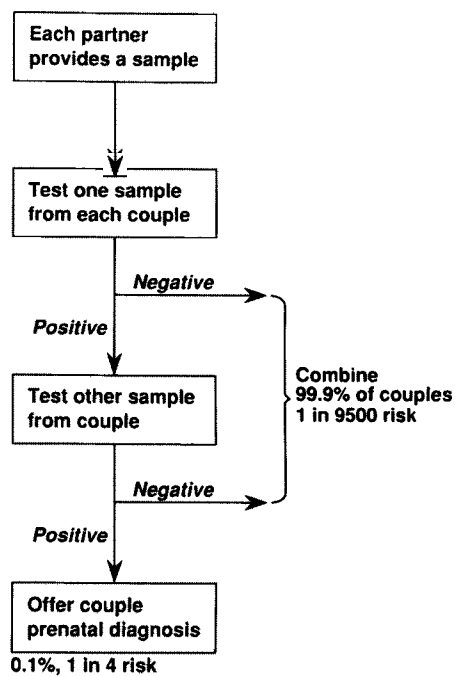 Each partner
provides a sample
Test one sample
from each couple
Negative
Positive
Combine
99.9% of couples
1 in 9500 risk
Test other sample
from couple
Negative
Positive
Offer couple
prenatal diagnosis
0.1%, 1 in 4 risk